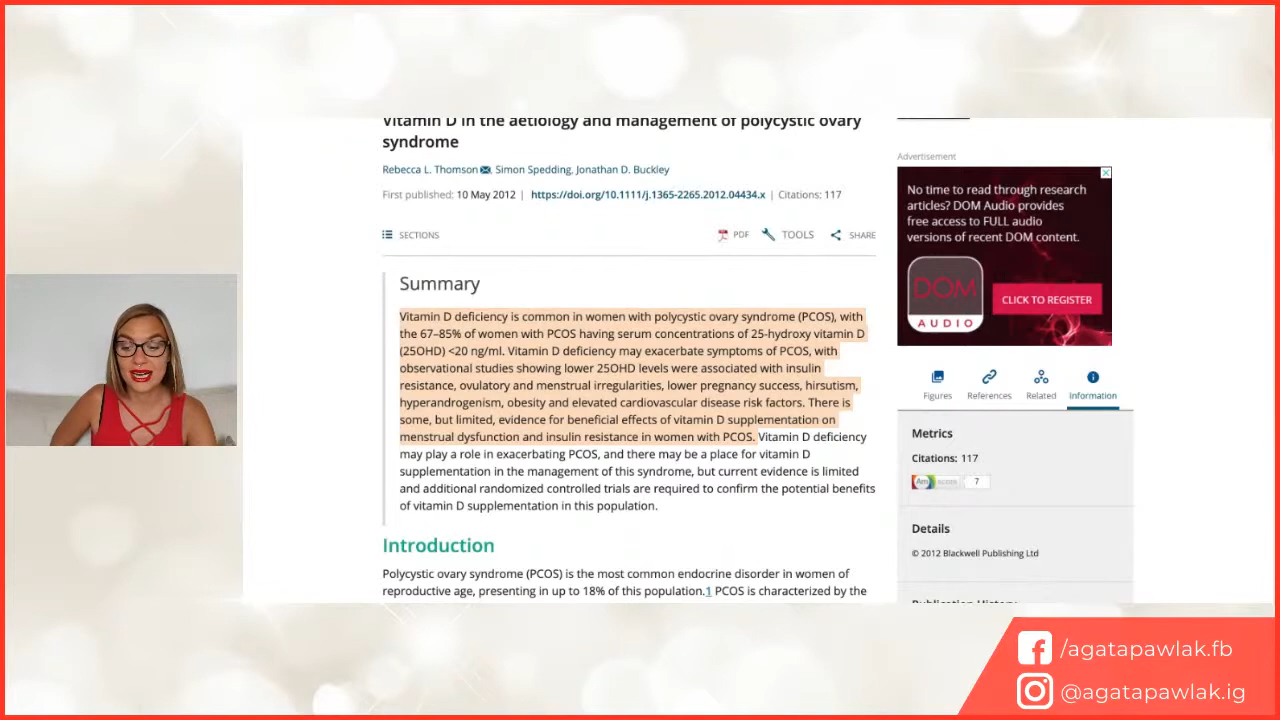 Vitamin D in the aetiology and management of polycystic ovary
syndrome
Rebecca L. Thomson, Simon Spedding, Jonathan D. Buckley
First published: 10 May 2012 | https://doi.org/10.1111/j.1365-2265.2012.04434.x | Citations: 117
SECTIONS
PDF TOOLS SHARE
Summary
Vitamin D deficiency is common in women with polycystic ovary syndrome (PCOS), with
the 67–85% of women with PCOS having serum concentrations of 25-hydroxy vitamin D
(25OHD) <20 ng/ml. Vitamin D deficiency may exacerbate symptoms of PCOS, with
observational studies showing lower 25OHD levels were associated with insulin
resistance, ovulatory and menstrual irregularities, lower pregnancy success, hirsutism,
hyperandrogenism, obesity and elevated cardiovascular disease risk factors. There is
some, but limited, evidence for beneficial effects of vitamin D supplementation on
menstrual dysfunction and insulin resistance in women with PCOS. Vitamin D deficiency
may play a role in exacerbating PCOS, and there may be a place for vitamin D
supplementation in the management of this syndrome, but current evidence is limited
and additional randomized controlled trials are required to confirm the potential benefits
of vitamin D supplementation in this population.
Introduction
Polycystic ovary syndrome (PCOS) is the most common endocrine disorder in women of
reproductive age, presenting in up to 18% of this population.1 PCOS is characterized by the
Advertisement
No time to read through research
articles? DOM Audio provides
free access to FULL audio
versions of recent DOM content.
DOM
AUDIO
CLICK TO REGISTER
Figures References Related Information
Metrics
Citations: 117
Am score 7
Details
© 2012 Blackwell Publishing Ltd
Publication History
/agatapawlak.fb
@agatapawlak.ig